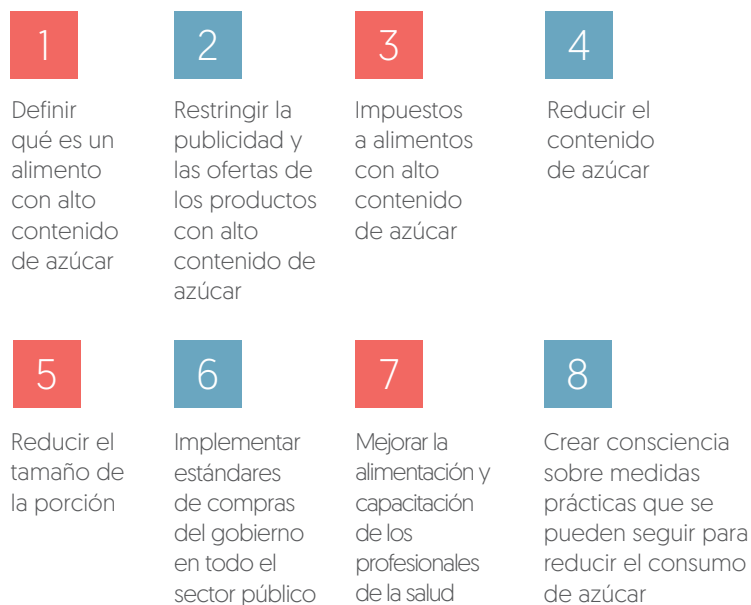 1
Definir
qué es un
alimento
con alto
contenido
de azúcar
2
Restringir la
publicidad y
las ofertas de
los productos
con alto
contenido de
azúcar
3
Impuestos
a alimentos
con alto
contenido
de azúcar
4
Reducir el
contenido
de azúcar
5
Reducir el
tamaño de
la porción
6
Implementar
estándares
de compras
del gobierno
en todo el
sector público
7
Mejorar la
alimentación y
capacitación
de los
profesionales
de la salud
8
Crear consciencia
sobre medidas
prácticas que se
pueden seguir para
reducir el consumo
de azúcar